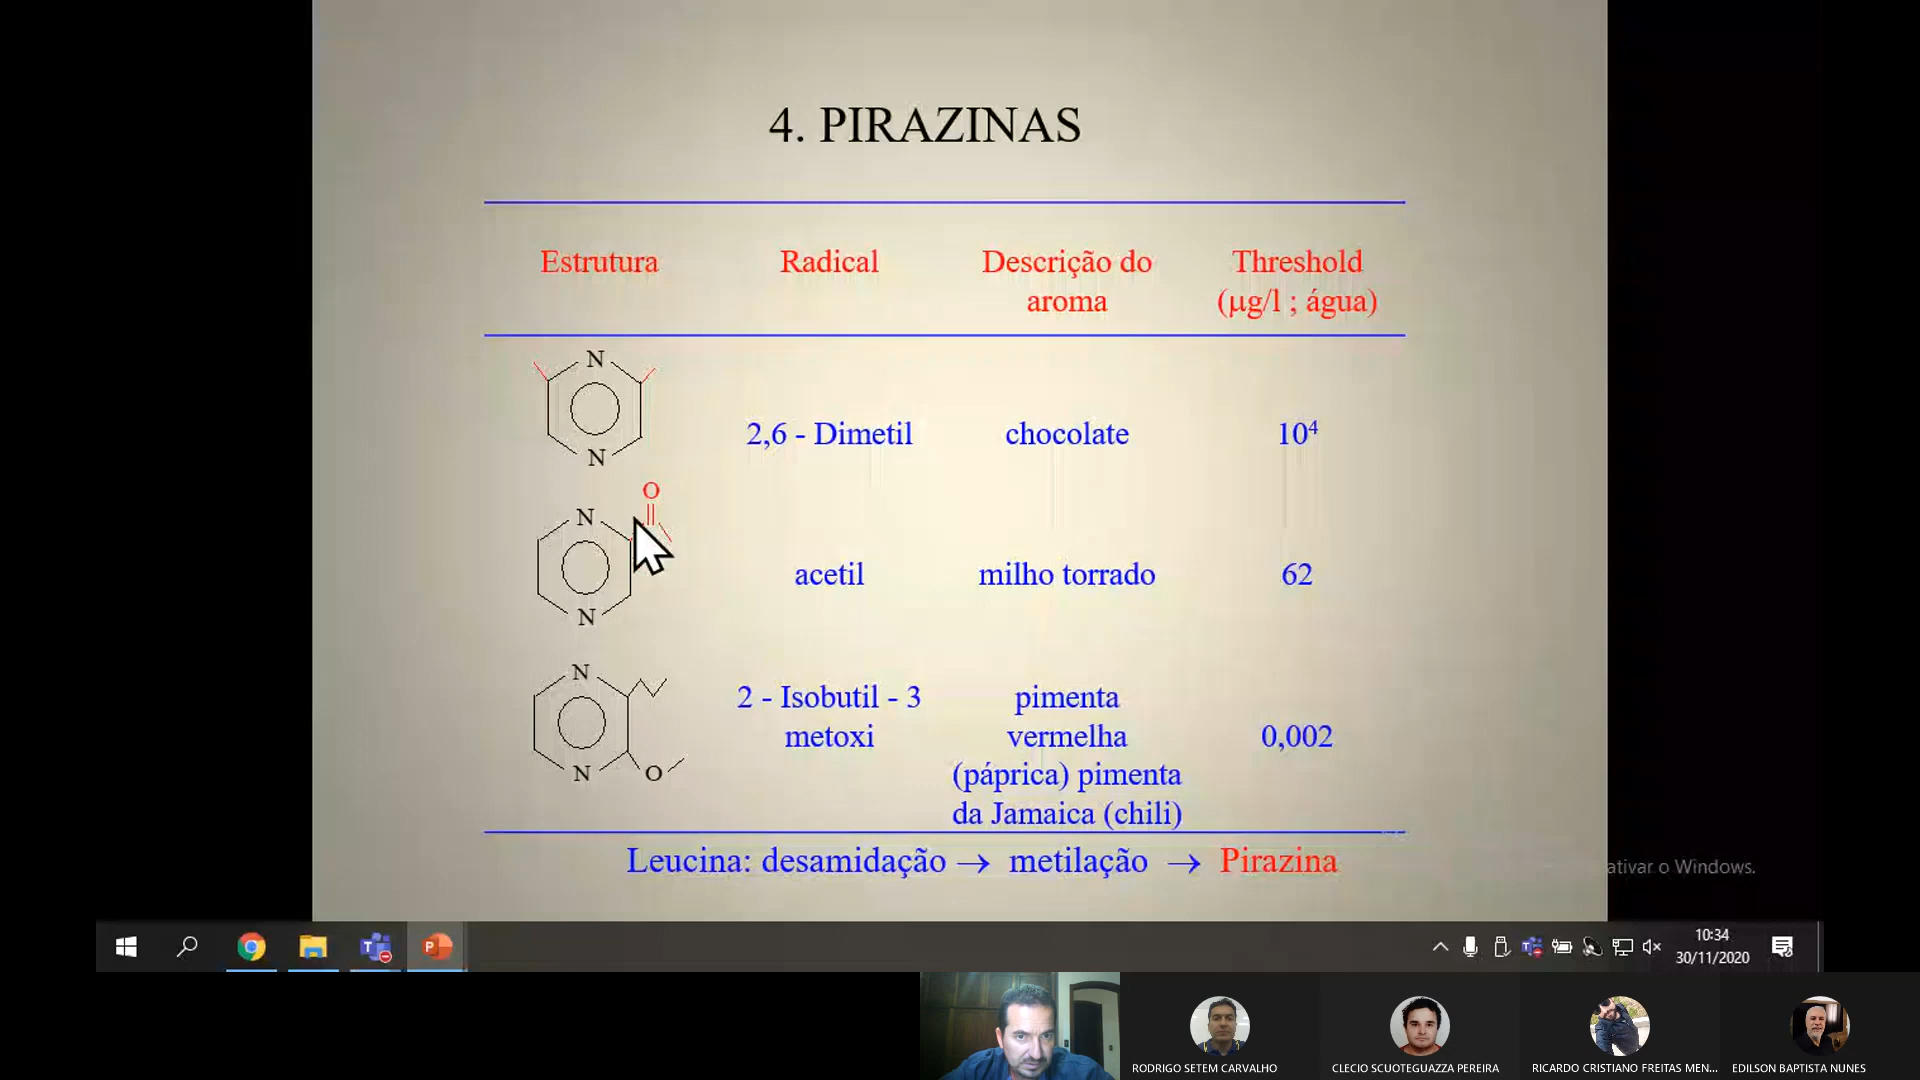 4. PIRAZINAS
Estrutura Radical Descrição do Threshold
aroma (µg/l ; água)
N
N
2,6 - Dimetil chocolate 10⁴
O
N
N
acetil milho torrado 62
N
N O
2 - Isobutil - 3 pimenta
metoxi vermelha 0,002
(páprica) pimenta
da Jamaica (chili)
Leucina: desamidação → metilação → Pirazina
ativar o Windows.
10:34
30/11/2020
RODRIGO SETEM CARVALHO
CLECIO SCUOTEGUAZZA PEREIRA
RICARDO CRISTIANO FREITAS MEN...
EDILSON BAPTISTA NUNES